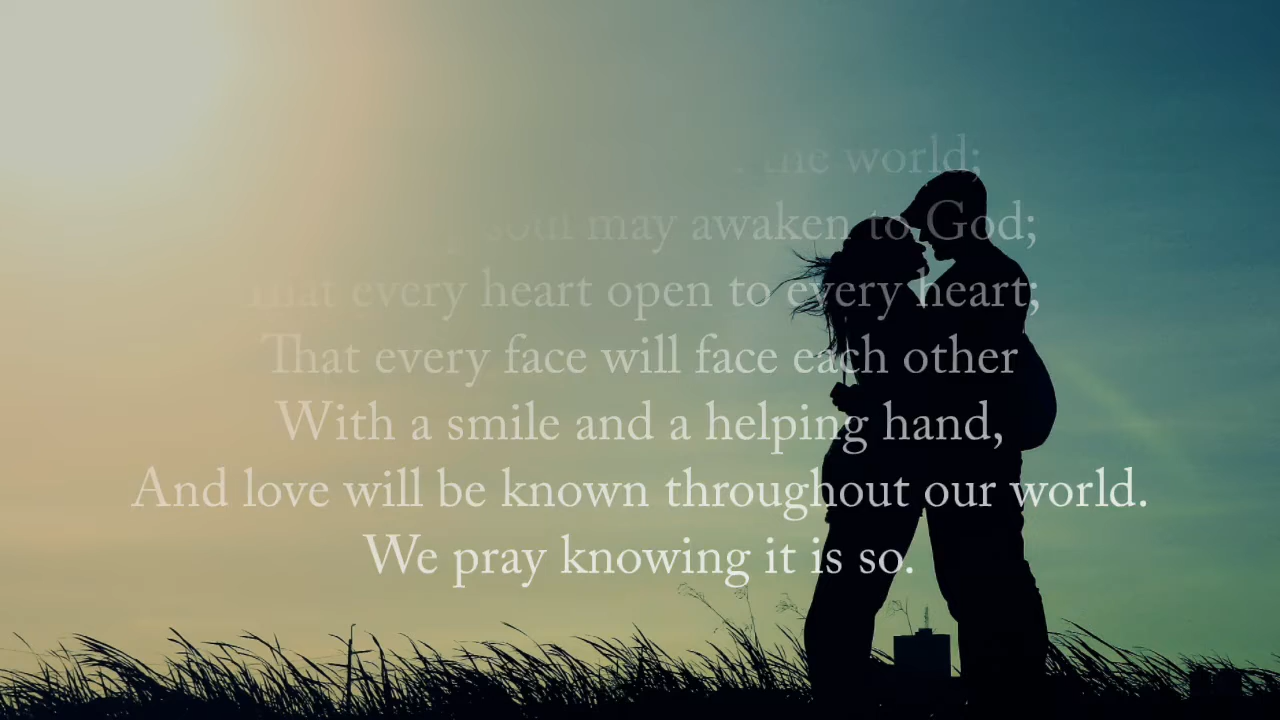 the world;
soul may awaken to God;
That every heart open to every heart;
That every face will face each other
With a smile and a helping hand,
And love will be known throughout our world.
We pray knowing it is so.